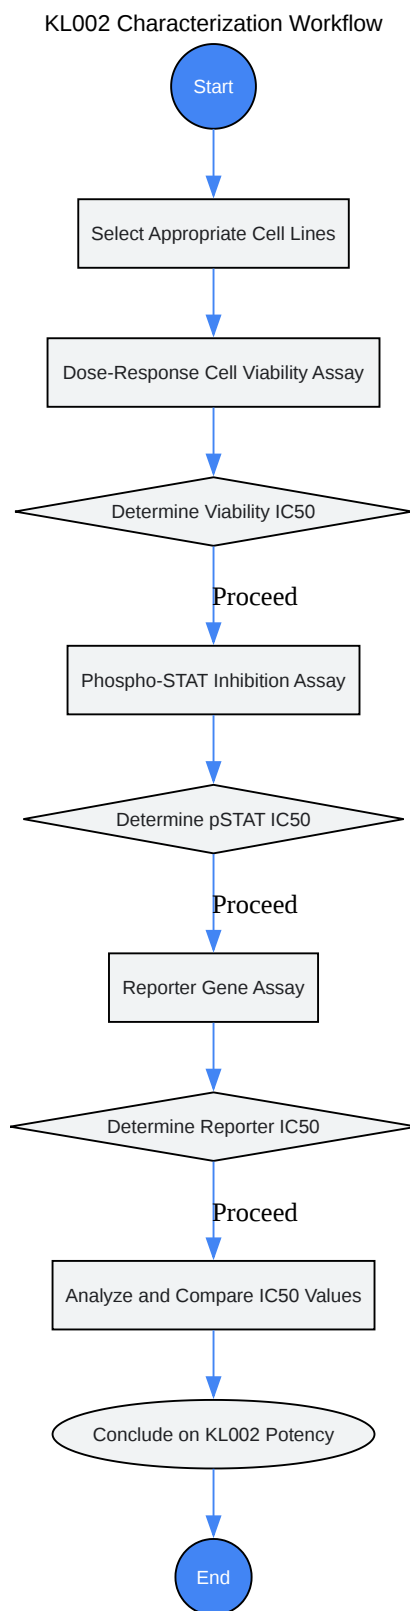 KL002 Characterization Workflow
Start
Select Appropriate Cell Lines
Dose-Response Cell Viability Assay
Determine Viability IC50
Proceed
Phospho-STAT Inhibition Assay
Determine pSTAT IC50
Proceed
Reporter Gene Assay
Determine Reporter IC50
Proceed
Analyze and Compare IC50 Values
Conclude on KL002 Potency
End